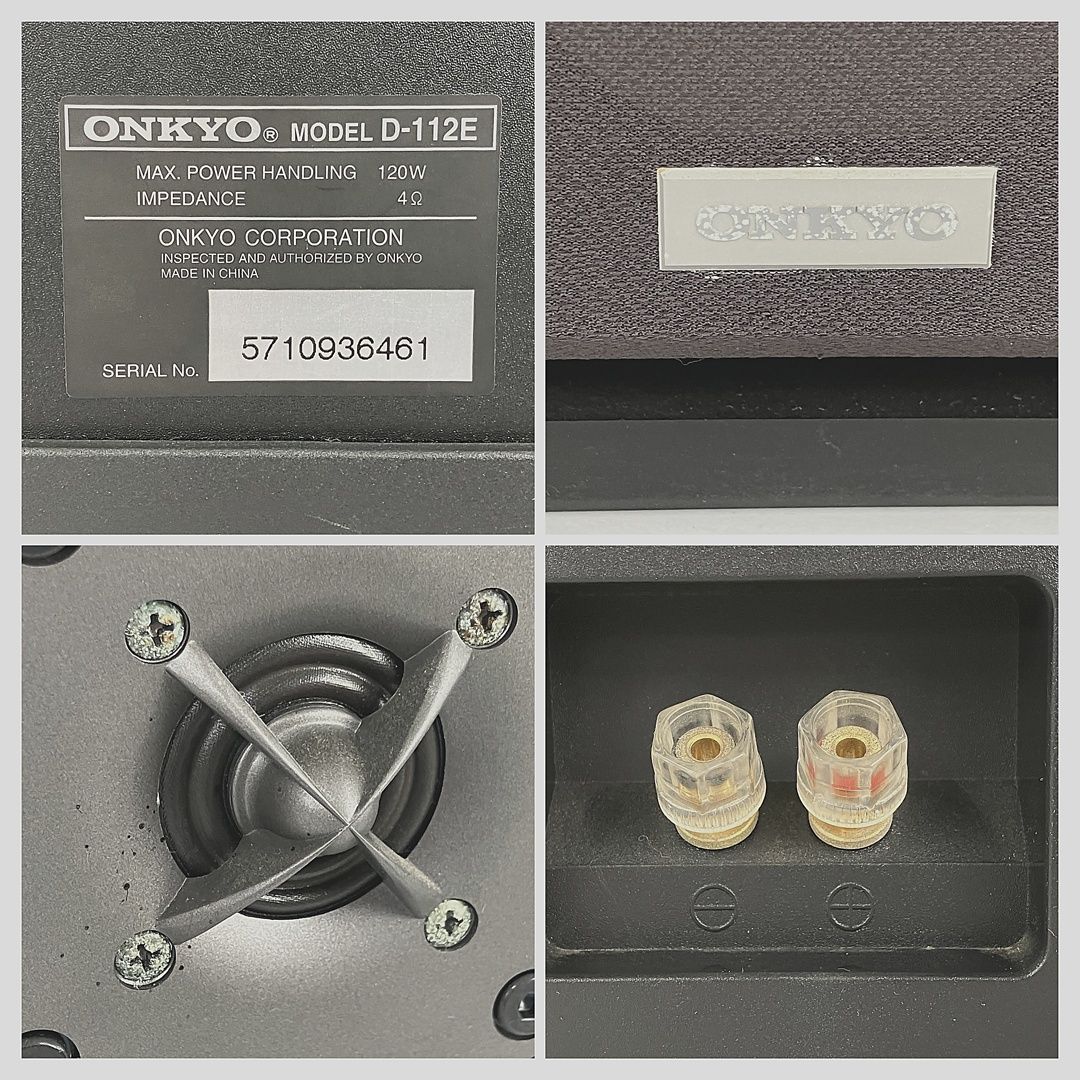 ONKYO® MODEL D-112E
MAX. POWER HANDLING 120W
IMPEDANCE 4Ω
ONKYO CORPORATION
INSPECTED AND AUTHORIZED BY ONKYO
MADE IN CHINA
5710936461
SERIAL No.
ONKYO
⊖ ⊕